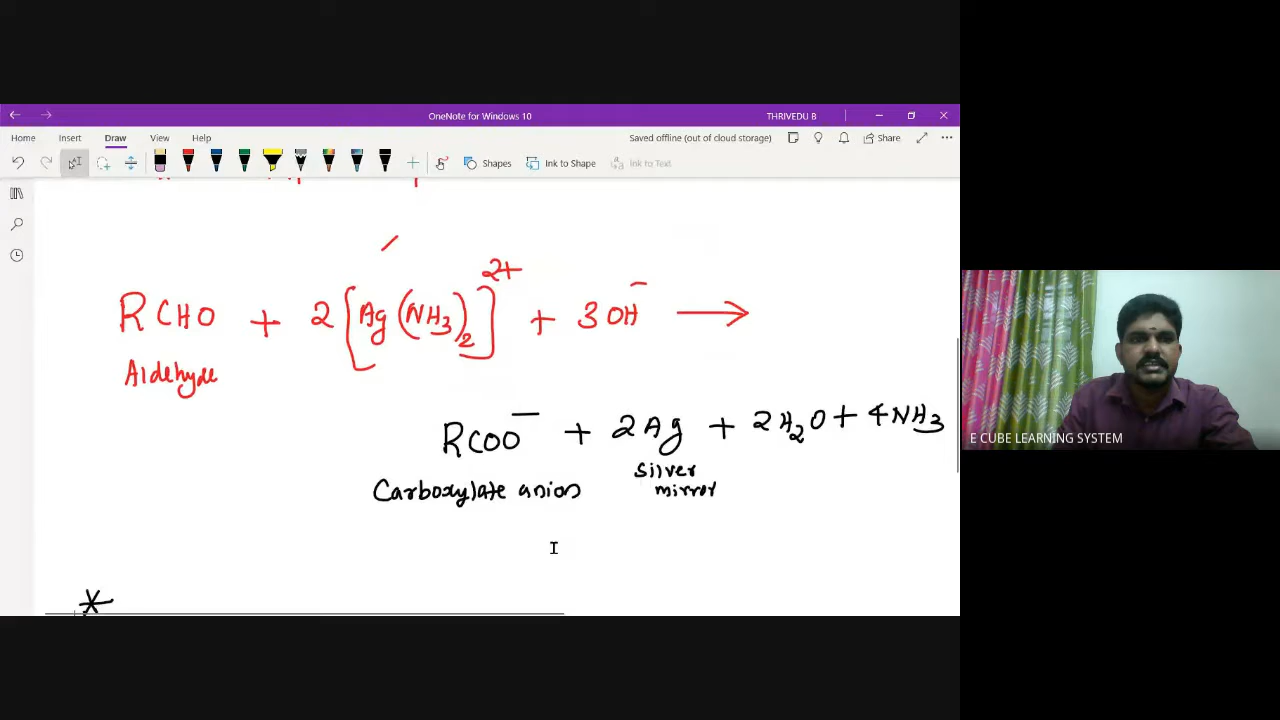 OneNote for Windows 10
THRIVEDU B
Home Insert Draw View Help
Saved offline (out of cloud storage)
Share
Shapes
Ink to Shape
Ink to Text
RCHO + 2[Ag(NH₃)₂]²⁺ + 3OH⁻ →
Aldehyde
RCOO⁻ + 2Ag + 2H₂O + 4NH₃
Carboxylate anion
Silver
mirror
*
E CUBE LEARNING SYSTEM